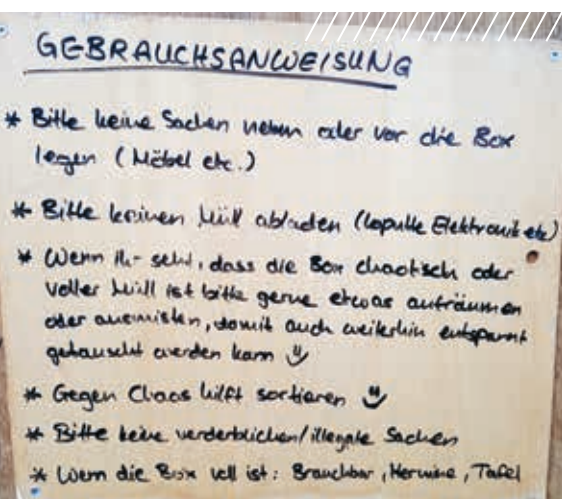 GEBRAUCHSANWEISUNG
* Bitte keine Sachen neben oder vor die Box
legen (Möbel etc.)
* Bitte keinen Müll abladen (kaputte Elektronik etc)
* Wenn ihr seht, dass die Box chaotisch oder
voller Müll ist bitte gerne etwas aufräumen
oder ausmisten, damit auch weiterhin entspannt
getauscht werden kann
* Gegen Chaos hilft sortieren
* Bitte keine verderblichen/illegale Sachen
* Wenn die Box voll ist: Brauchbar, Hermine, Tafel